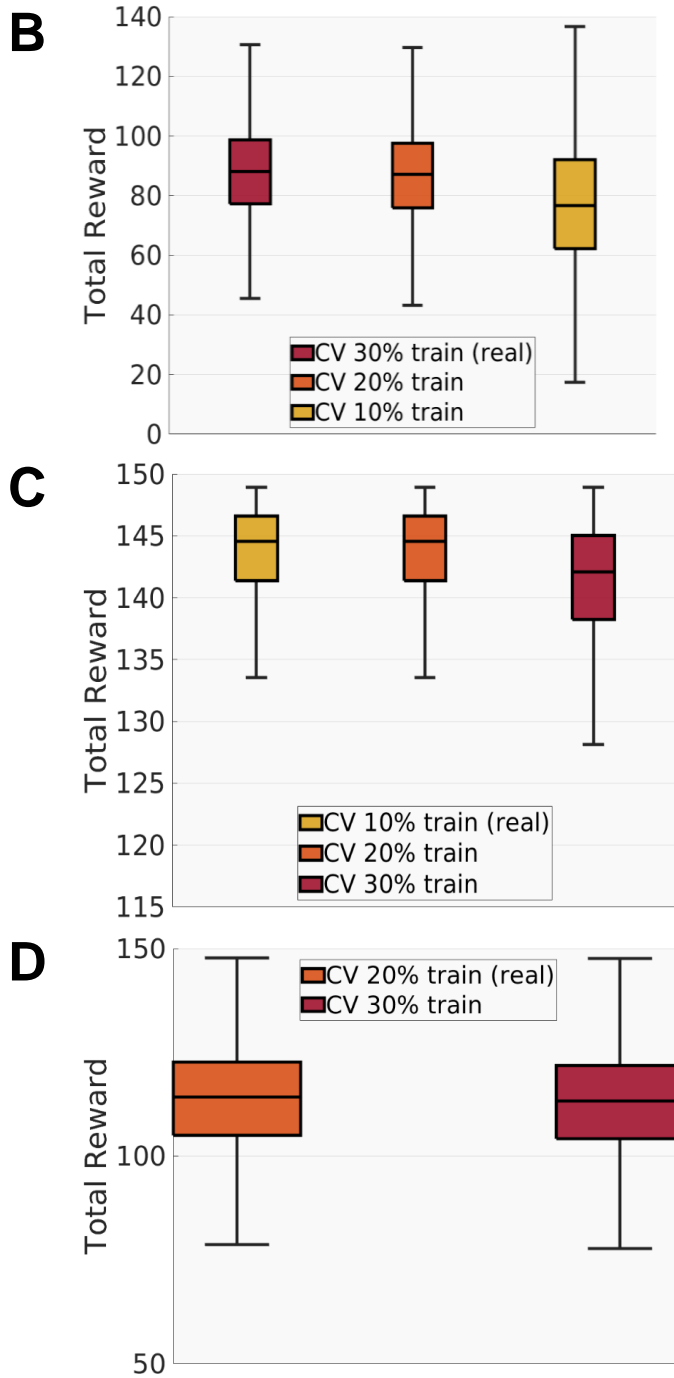 B
140
120
100
80
60
40
20
0
Total Reward
CV 30% train (real)
CV 20% train
CV 10% train
C
150
145
140
135
130
125
120
115
Total Reward
CV 10% train (real)
CV 20% train
CV 30% train
D
150
100
50
Total Reward
CV 20% train (real)
CV 30% train